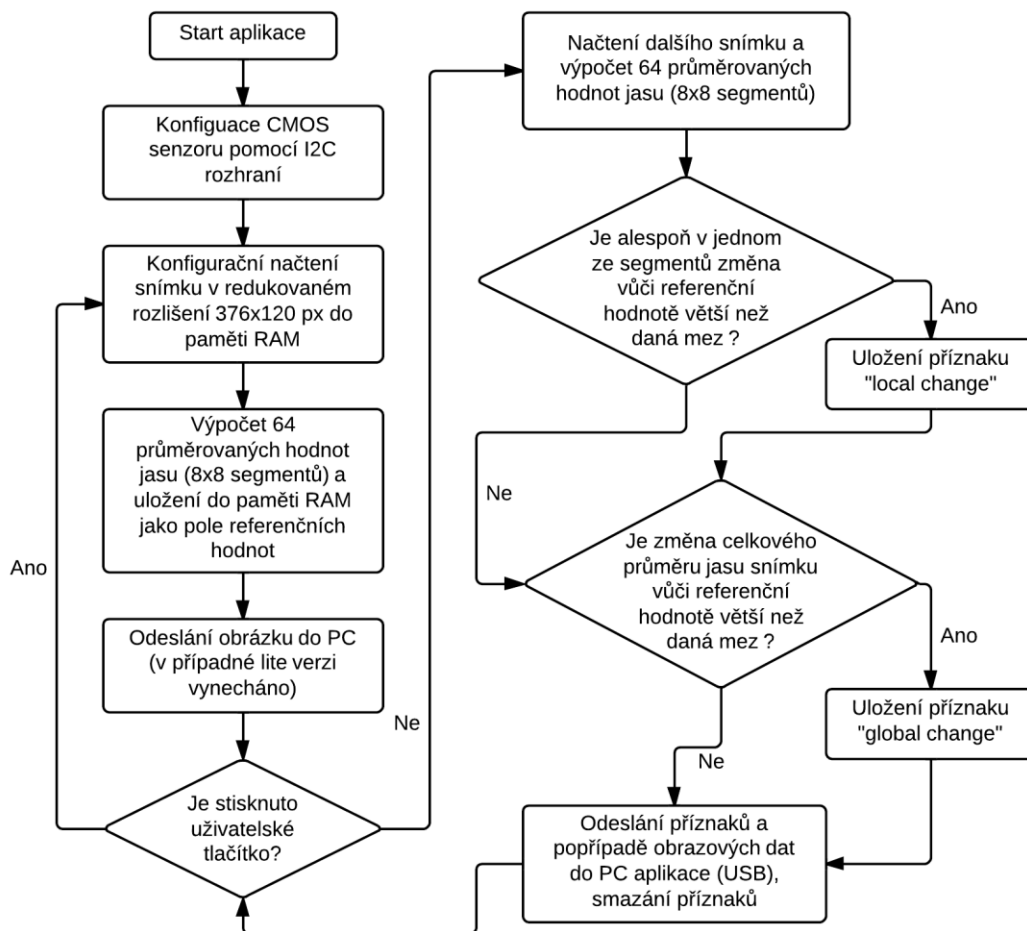 Start aplikace
Konfiguace CMOS
senzoru pomocí I2C
rozhraní
Konfigurační načtení
snímku v redukovaném
rozlišení 376x120 px do
paměti RAM
Výpočet 64
průměrovaných hodnot
jasu (8x8 segmentů) a
uložení do paměti RAM
jako pole referenčních
hodnot
Ano
Odeslání obrázku do PC
(v případné lite verzi
vynecháno)
Ne
Je stisknuto
uživatelské
tlačítko?
Načtení dalšího snímku a
výpočet 64 průměrovaných
hodnot jasu (8x8 segmentů)
Je alespoň v jednom
ze segmentů změna
vůči referenční
hodnotě větší než
daná mez ?
Ano
Uložení příznaku
"local change"
Ne
Je změna celkového
průměru jasu snímku
vůči referenční
hodnotě větší než
daná mez ?
Ano
Uložení příznaku
"global change"
Ne
Odeslání příznaků a
popřípadě obrazových dat
do PC aplikace (USB),
smazání příznaků